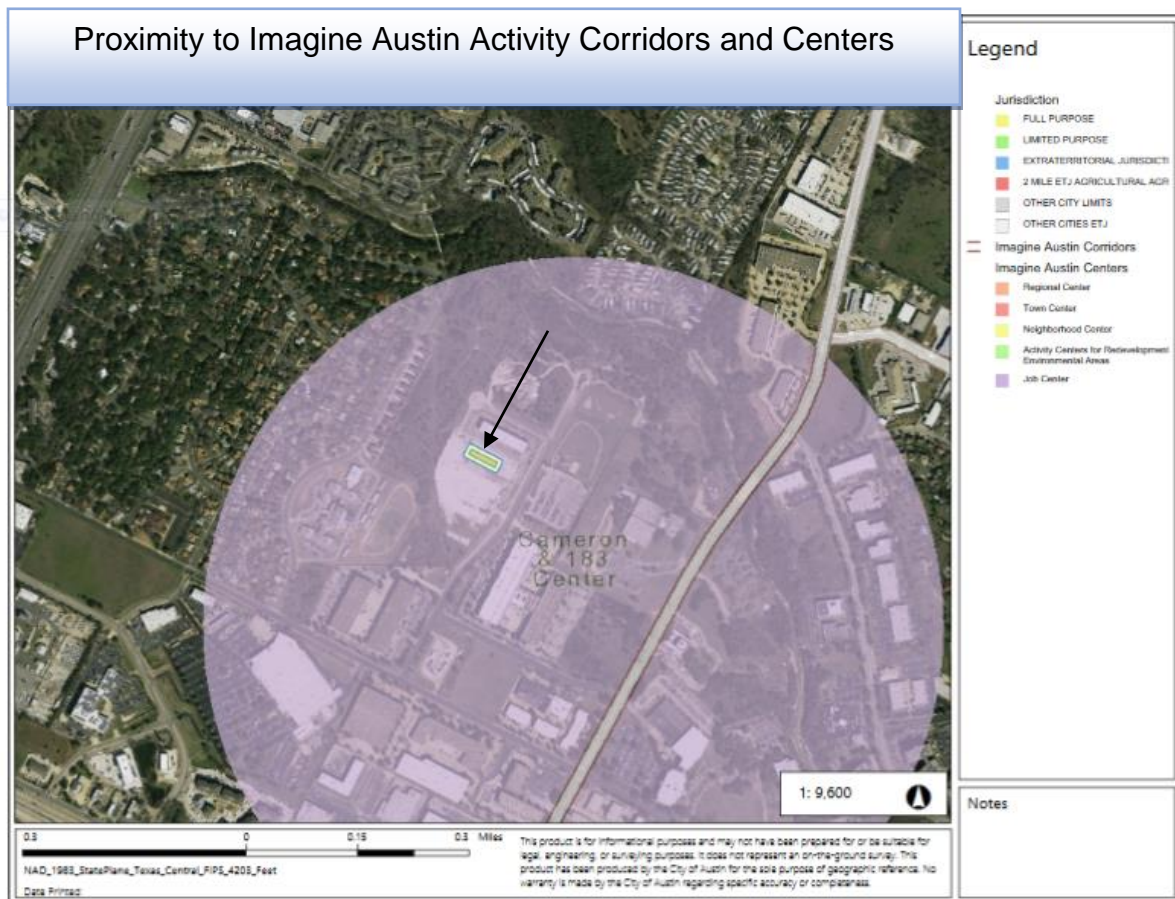 Proximity to Imagine Austin Activity Corridors and Centers
Legend
Jurisdiction
FULL PURPOSE
LIMITED PURPOSE
EXTRATERRITORIAL JURISDICTI
2 MILE ETJ AGRICULTURAL AGR
OTHER CITY LIMITS
OTHER CITIES ETJ
Imagine Austin Corridors
Imagine Austin Centers
Regional Center
Town Center
Neighborhood Center
Activity Centers for Redevelopment
Environmental Areas
Job Center
Cameron
& 183
Center
1: 9,600
Notes
0.3 0 0.15 0.3 Miles
NAD_1983_StatePlane_Texas_Central_FIPS_4203_Feet
Date Printed:
This product is for informational purposes and may not have been prepared for or be suitable for
legal, engineering, or surveying purposes. It does not represent an on-the-ground survey. This
product has been produced by the City of Austin for the sole purpose of geographic reference. No
warranty is made by the City of Austin regarding specific accuracy or completeness.